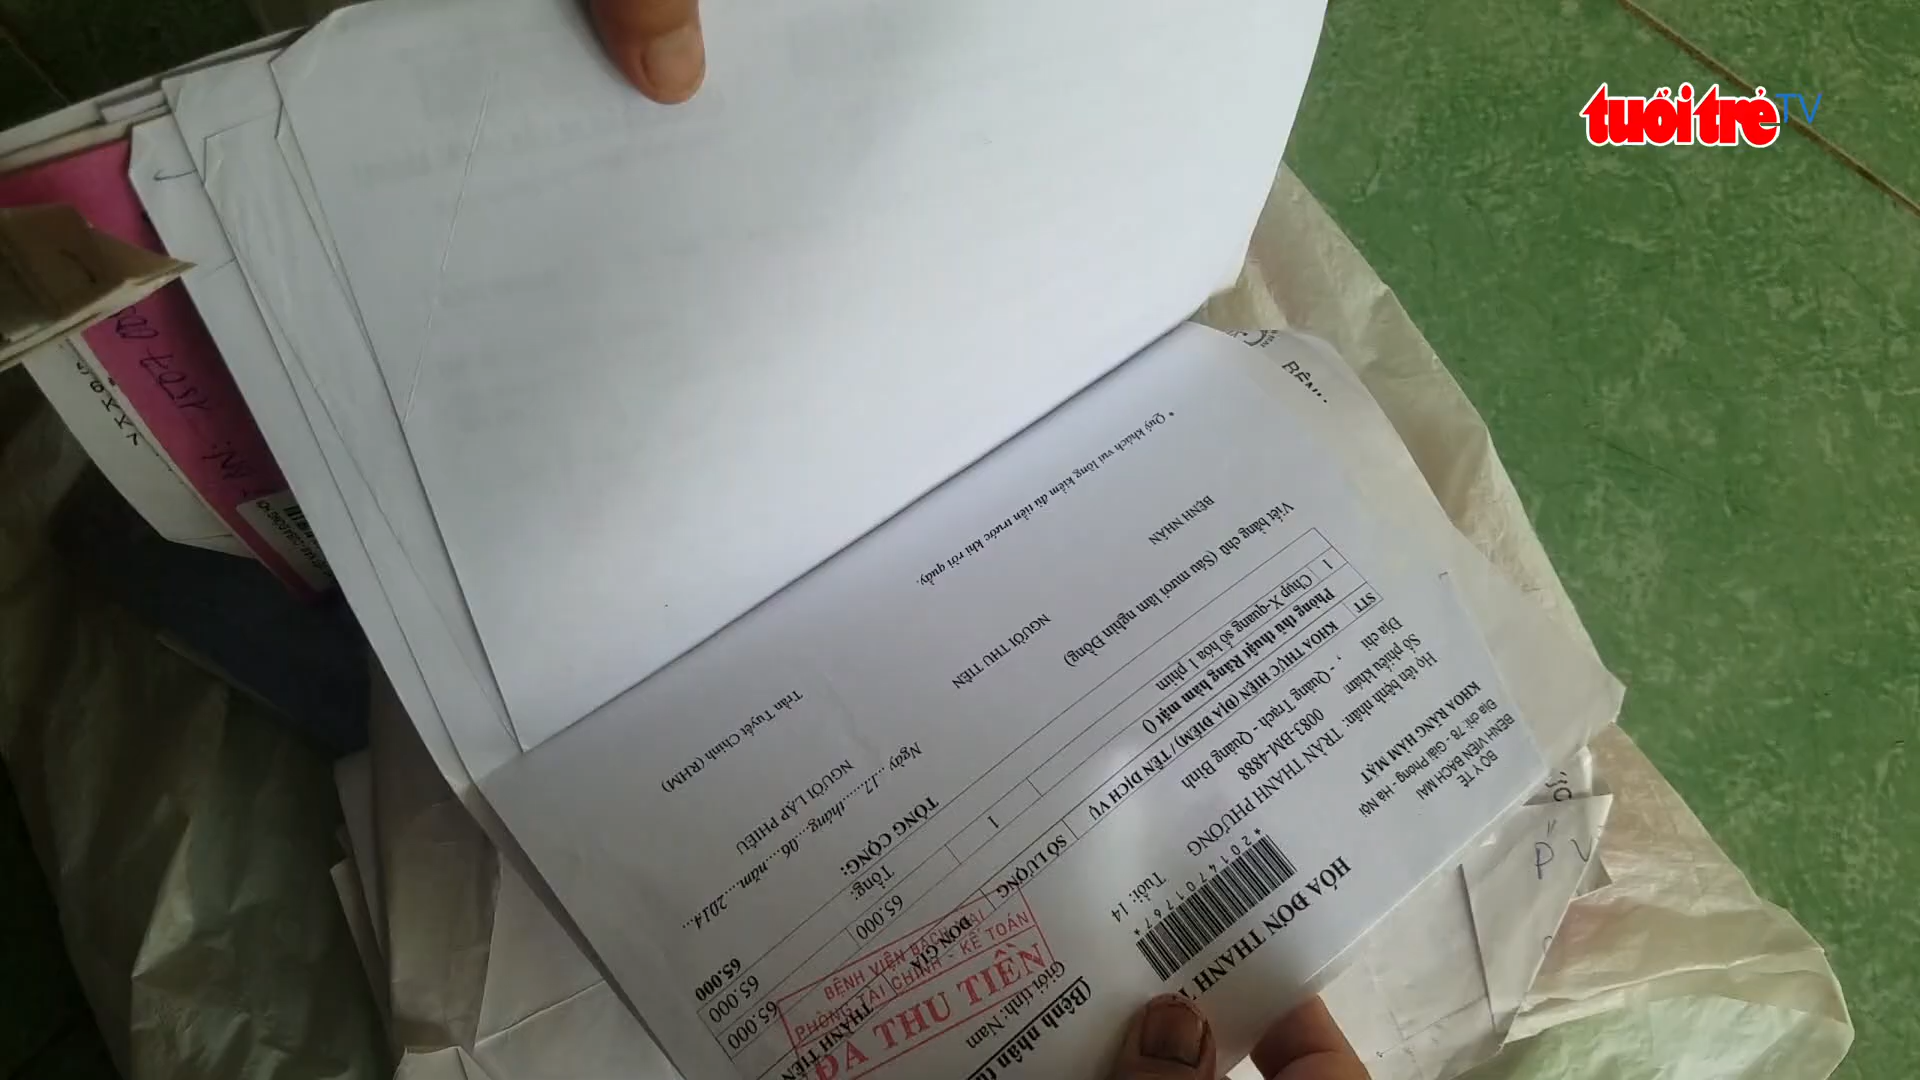 tuổi trẻ TV
BỘ Y TẾ
BỆNH VIỆN BẠCH MAI
Địa chỉ: 78 - Giải Phóng - Hà Nội
KHOA RĂNG HÀM MẶT
HÓA ĐƠN THANH T
(Bệnh nhân th
*2014701767*
Họ tên bệnh nhân: TRẦN THANH PHƯƠNG Tuổi: 14 Giới tính: Nam
Số phiếu khám 0083-BM-4888
Địa chỉ , - Quảng Trạch - Quảng Bình
STT KHOA THỰC HIỆN (ĐỊA ĐIỂM) / TÊN DỊCH VỤ SỐ LƯỢNG ĐƠN GIÁ THÀNH TIỀN
Phòng thủ thuật Răng hàm mặt ()
1 Chụp X-quang số hóa 1 phim 1 65.000 65.000
Tổng: 65.000
TỔNG CỘNG: 65.000
Viết bằng chữ (Sáu mươi lăm nghìn Đồng)
Ngày...17......tháng....06....năm....2014...
BỆNH NHÂN NGƯỜI THU TIỀN NGƯỜI LẬP PHIẾU
Trần Tuyết Chinh (RHM)
* Quý khách vui lòng kiểm đủ tiền trước khi rời quầy.
BỆNH VIỆN BẠCH MAI
PHÒNG TÀI CHÍNH - KẾ TOÁN
ĐÃ THU TIỀN